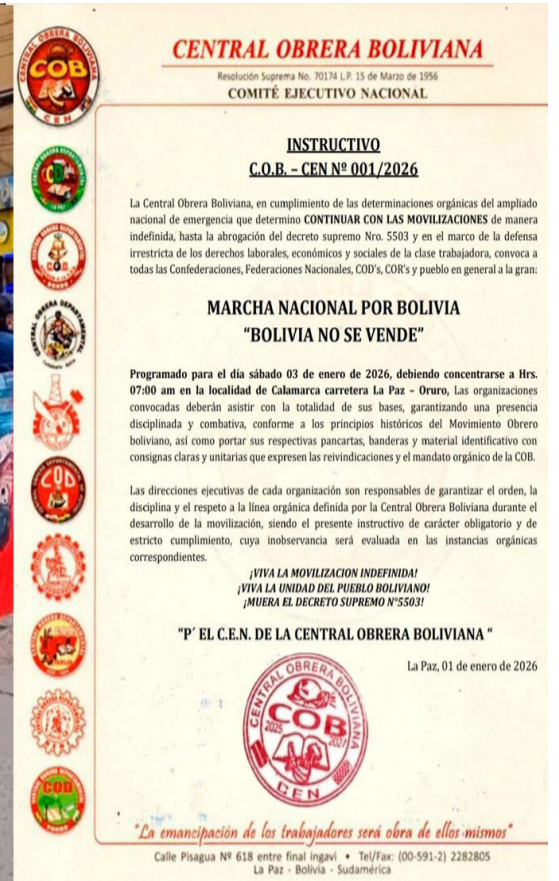 CENTRAL OBRERA BOLIVIANA
COB
CEN
CENTRAL OBRERA BOLIVIANA
Resolución Suprema No. 70174 L.P. 15 de Marzo de 1956
COMITÉ EJECUTIVO NACIONAL
INSTRUCTIVO
C.O.B. – CEN Nº 001/2026
La Central Obrera Boliviana, en cumplimiento de las determinaciones orgánicas del ampliado
nacional de emergencia que determino CONTINUAR CON LAS MOVILIZACIONES de manera
indefinida, hasta la abrogación del decreto supremo Nro. 5503 y en el marco de la defensa
irrestricta de los derechos laborales, económicos y sociales de la clase trabajadora, convoca a
todas las Confederaciones, Federaciones Nacionales, COD's, COR's y pueblo en general a la gran:
MARCHA NACIONAL POR BOLIVIA
“BOLIVIA NO SE VENDE”
Programado para el día sábado 03 de enero de 2026, debiendo concentrarse a Hrs.
07:00 am en la localidad de Calamarca carretera La Paz – Oruro, Las organizaciones
convocadas deberán asistir con la totalidad de sus bases, garantizando una presencia
disciplinada y combativa, conforme a los principios históricos del Movimiento Obrero
boliviano, así como portar sus respectivas pancartas, banderas y material identificativo con
consignas claras y unitarias que expresen las reivindicaciones y el mandato orgánico de la COB.
Las direcciones ejecutivas de cada organización son responsables de garantizar el orden, la
disciplina y el respeto a la línea orgánica definida por la Central Obrera Boliviana durante el
desarrollo de la movilización, siendo el presente instructivo de carácter obligatorio y de
estricto cumplimiento, cuya inobservancia será evaluada en las instancias orgánicas
correspondientes.
¡VIVA LA MOVILIZACION INDEFINIDA!
¡VIVA LA UNIDAD DEL PUEBLO BOLIVIANO!
¡MUERA EL DECRETO SUPREMO N°5503!
“P´ EL C.E.N. DE LA CENTRAL OBRERA BOLIVIANA “
La Paz, 01 de enero de 2026
CENTRAL OBRERA BOLIVIANA
COB
2025 2027
CEN
COD
COD
"La emancipación de los trabajadores será obra de ellos mismos"
Calle Pisagua Nº 618 entre final ingavi • Tel/Fax: (00-591-2) 2282805
La Paz - Bolivia - Sudamérica